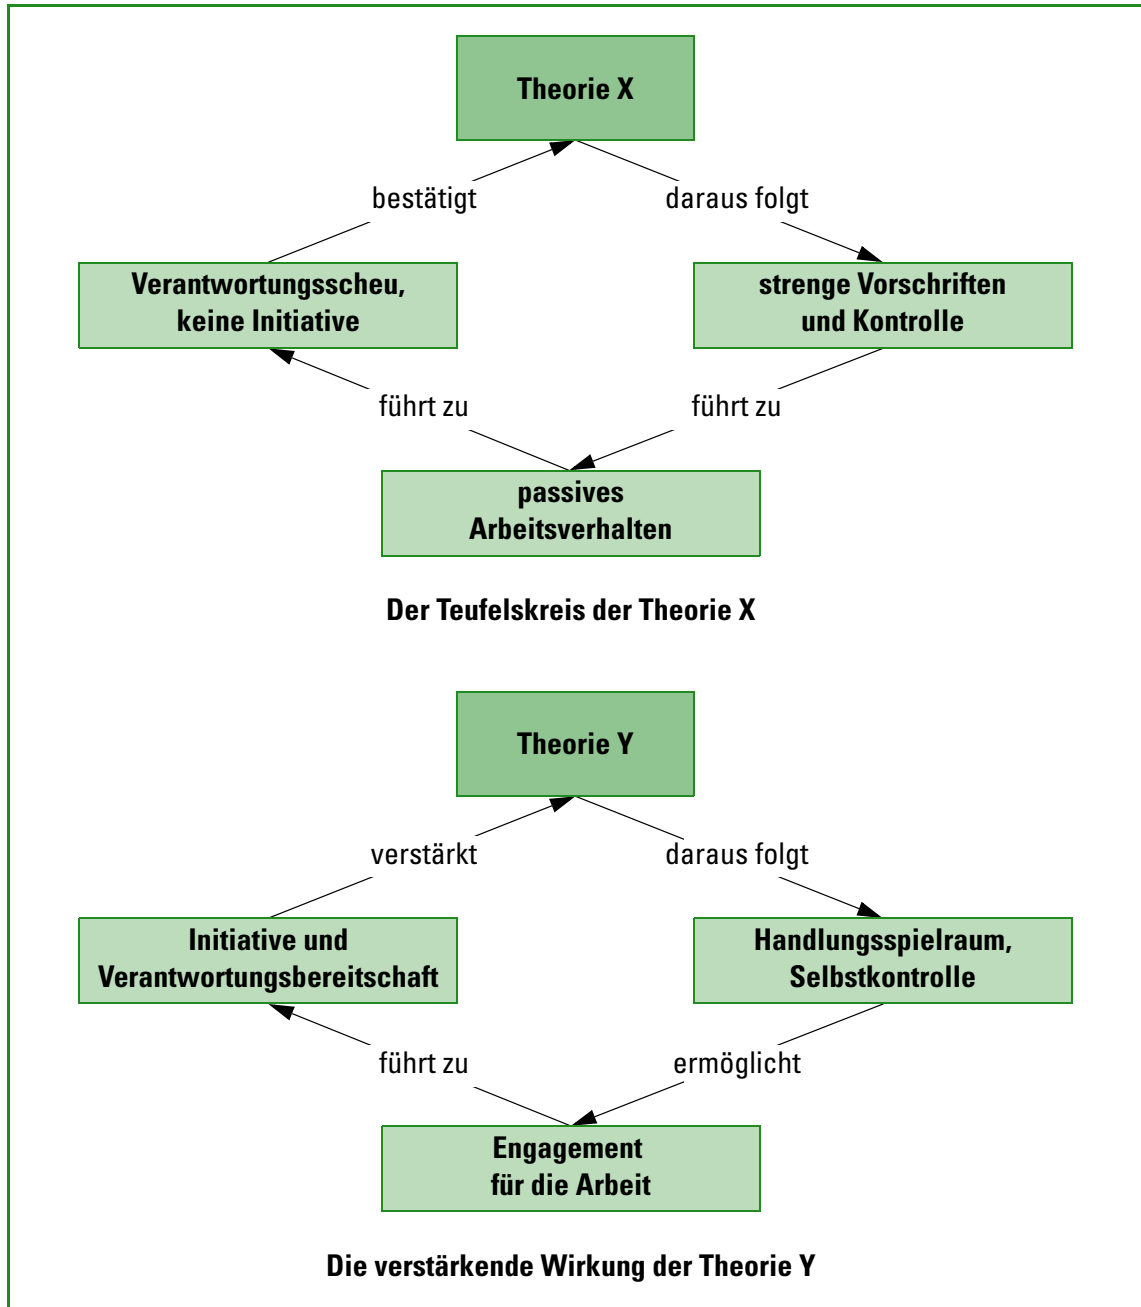 Theorie X
bestätigt
daraus folgt
Verantwortungsscheu,
keine Initiative
strenge Vorschriften
und Kontrolle
führt zu
führt zu
passives
Arbeitsverhalten
Der Teufelskreis der Theorie X
Theorie Y
verstärkt
daraus folgt
Initiative und
Verantwortungsbereitschaft
Handlungsspielraum,
Selbstkontrolle
führt zu
ermöglicht
Engagement
für die Arbeit
Die verstärkende Wirkung der Theorie Y